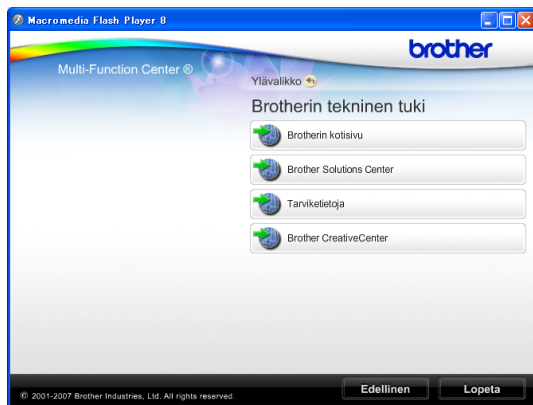 Macromedia Flash Player 8
brother
Multi-Function Center ®
Ylävalikko
Brotherin tekninen tuki
Brotherin kotisivu
Brother Solutions Center
Tarviketietoja
Brother CreativeCenter
Edellinen
Lopeta
© 2001-2007 Brother Industries, Ltd. All rights reserved.